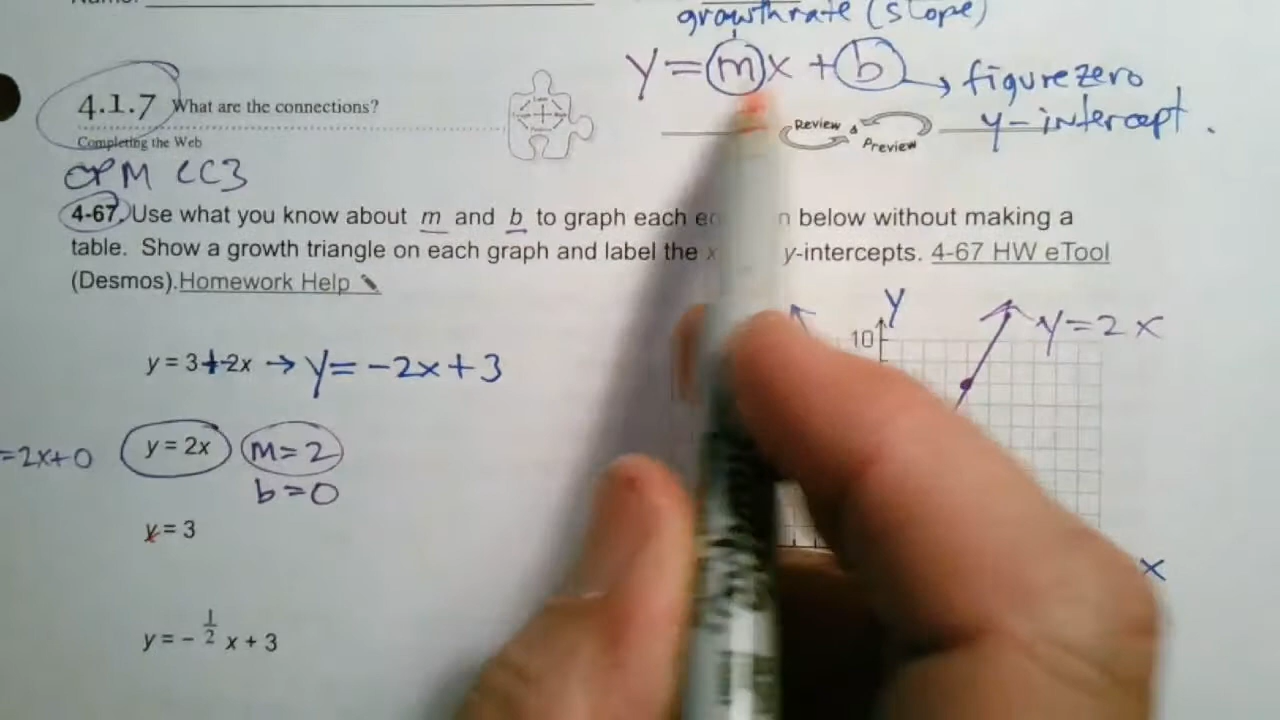 growth rate (slope)
y = mx + b → figure zero
y-intercept.
4.1.7 What are the connections?
Completing the Web
Review & Preview
CPM CC3
4-67. Use what you know about m and b to graph each n below without making a
table. Show a growth triangle on each graph and label the x y-intercepts. 4-67 HW eTool
(Desmos).Homework Help ✎
y = 3+-2x → y = -2x + 3
10 y y = 2x
=2x+0 y = 2x m = 2
b = 0
y = 3
x
y = - 1/2 x + 3